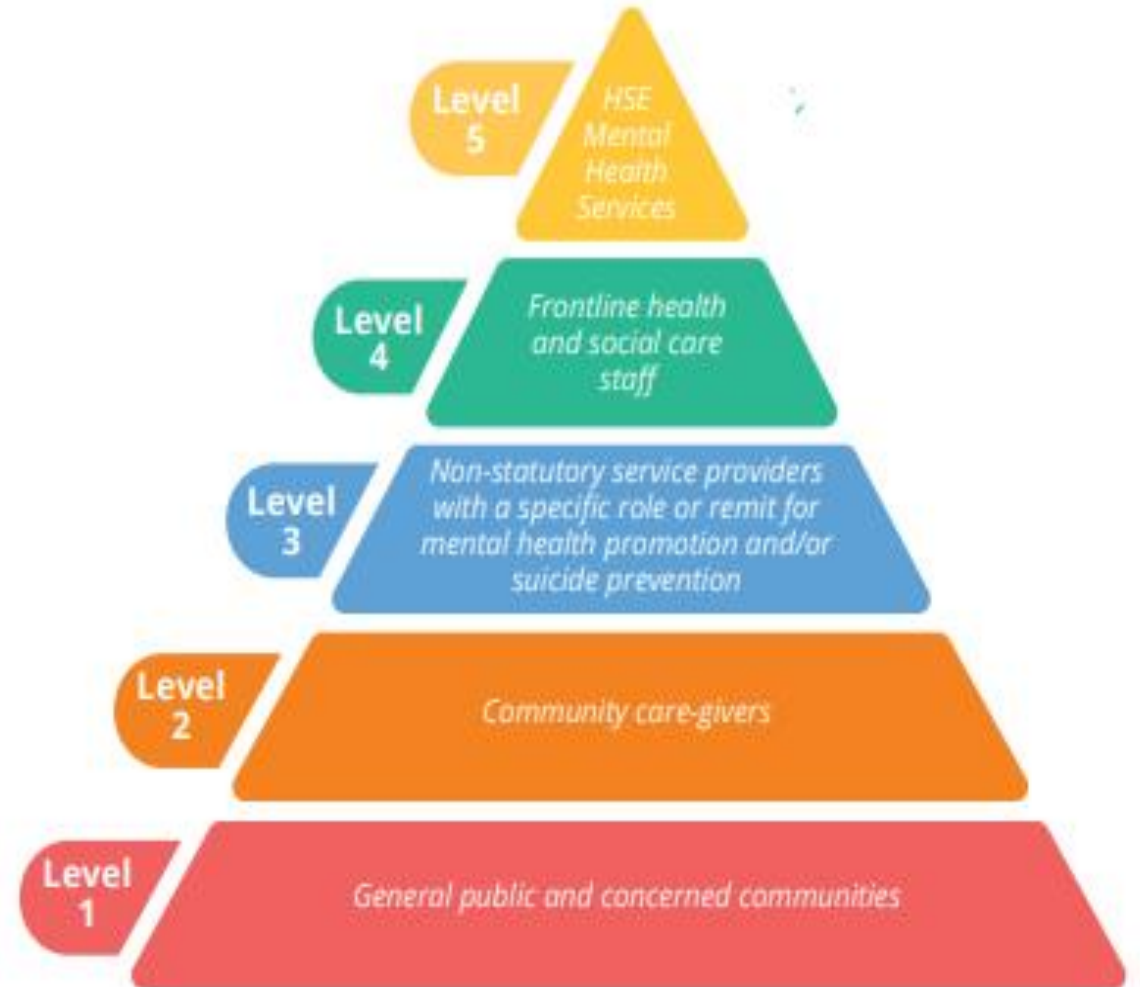 Level
5
HSE
Mental
Health
Services
Level
4
Frontline health
and social care
staff
Level
3
Non-statutory service providers
with a specific role or remit for
mental health promotion and/or
suicide prevention
Level
2
Community care-givers
Level
1
General public and concerned communities